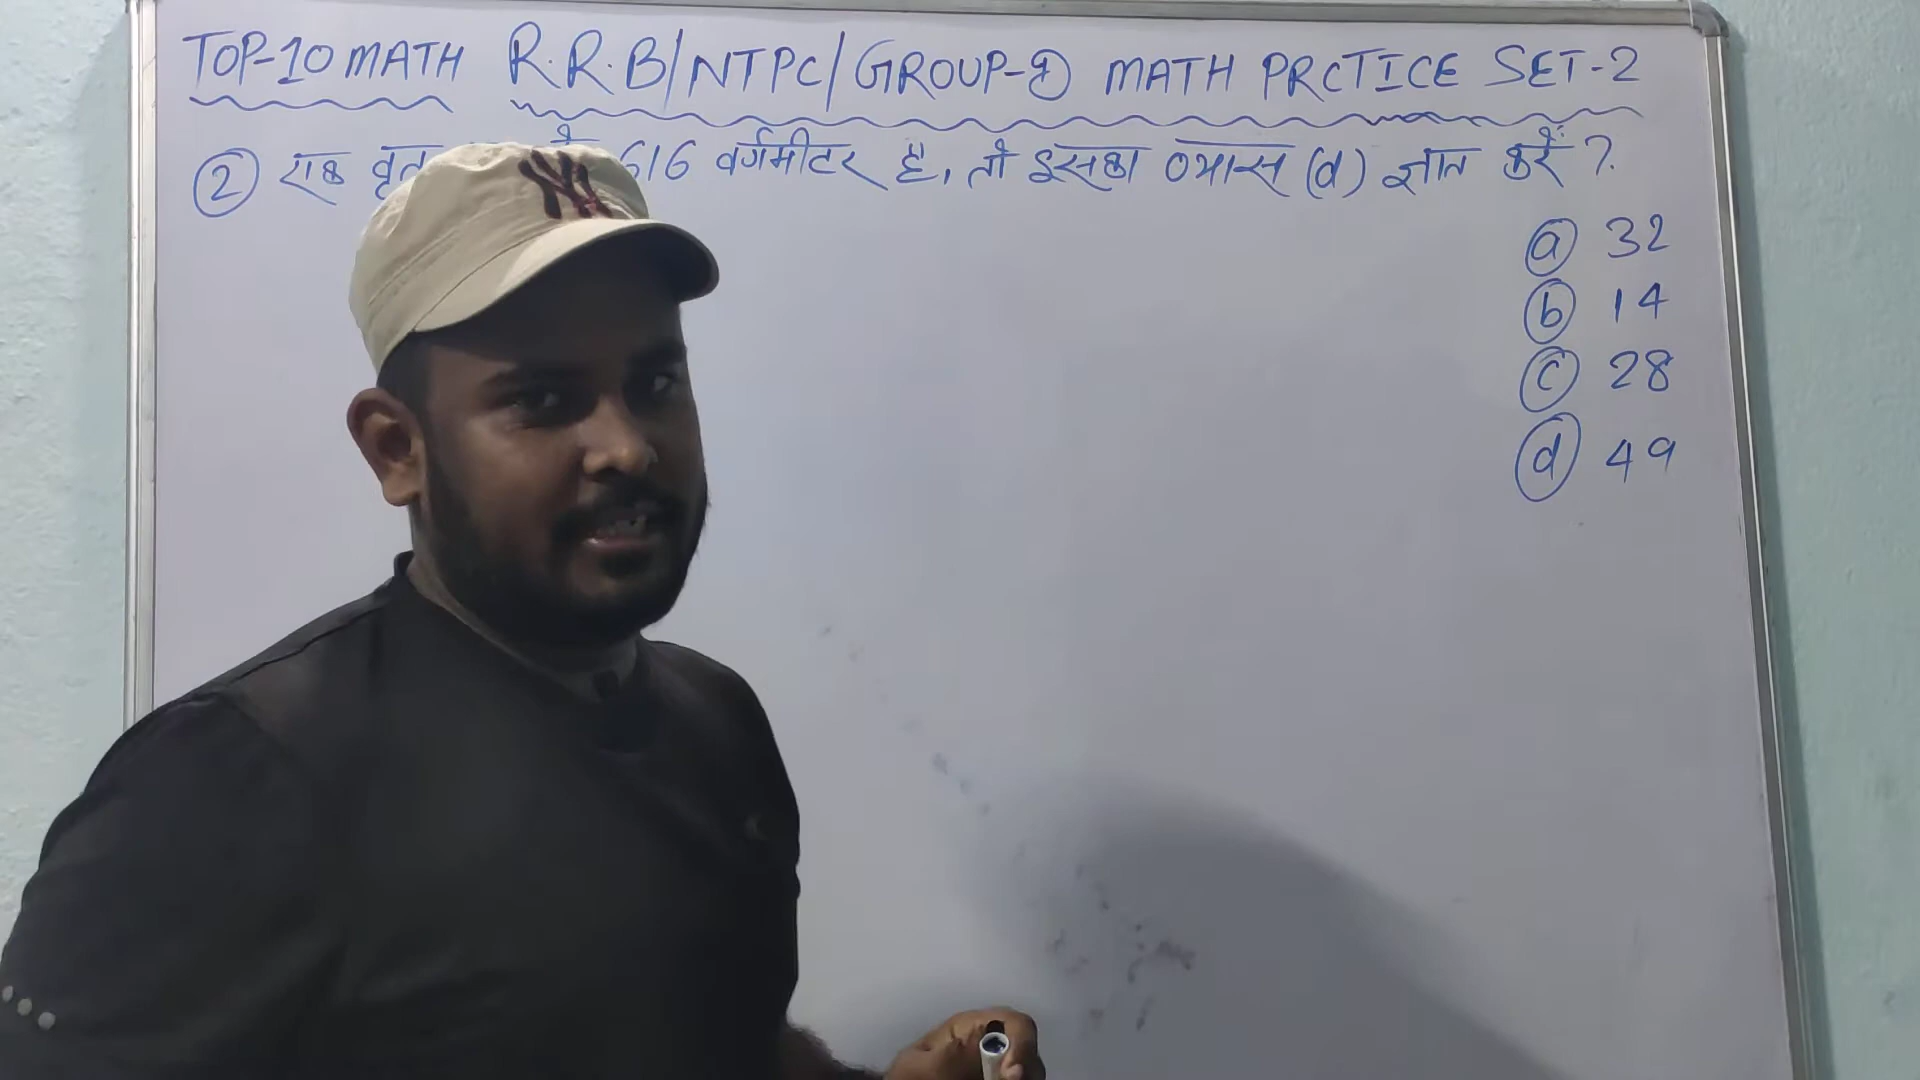 TOP-10 MATH R.R.B/NTPC/GROUP-D MATH PRCTICE SET-2
② एक वृत 616 वर्गमीटर है, तो इसका व्यास (d) ज्ञात करें ?
ⓐ 32
ⓑ 14
ⓒ 28
ⓓ 49
NY